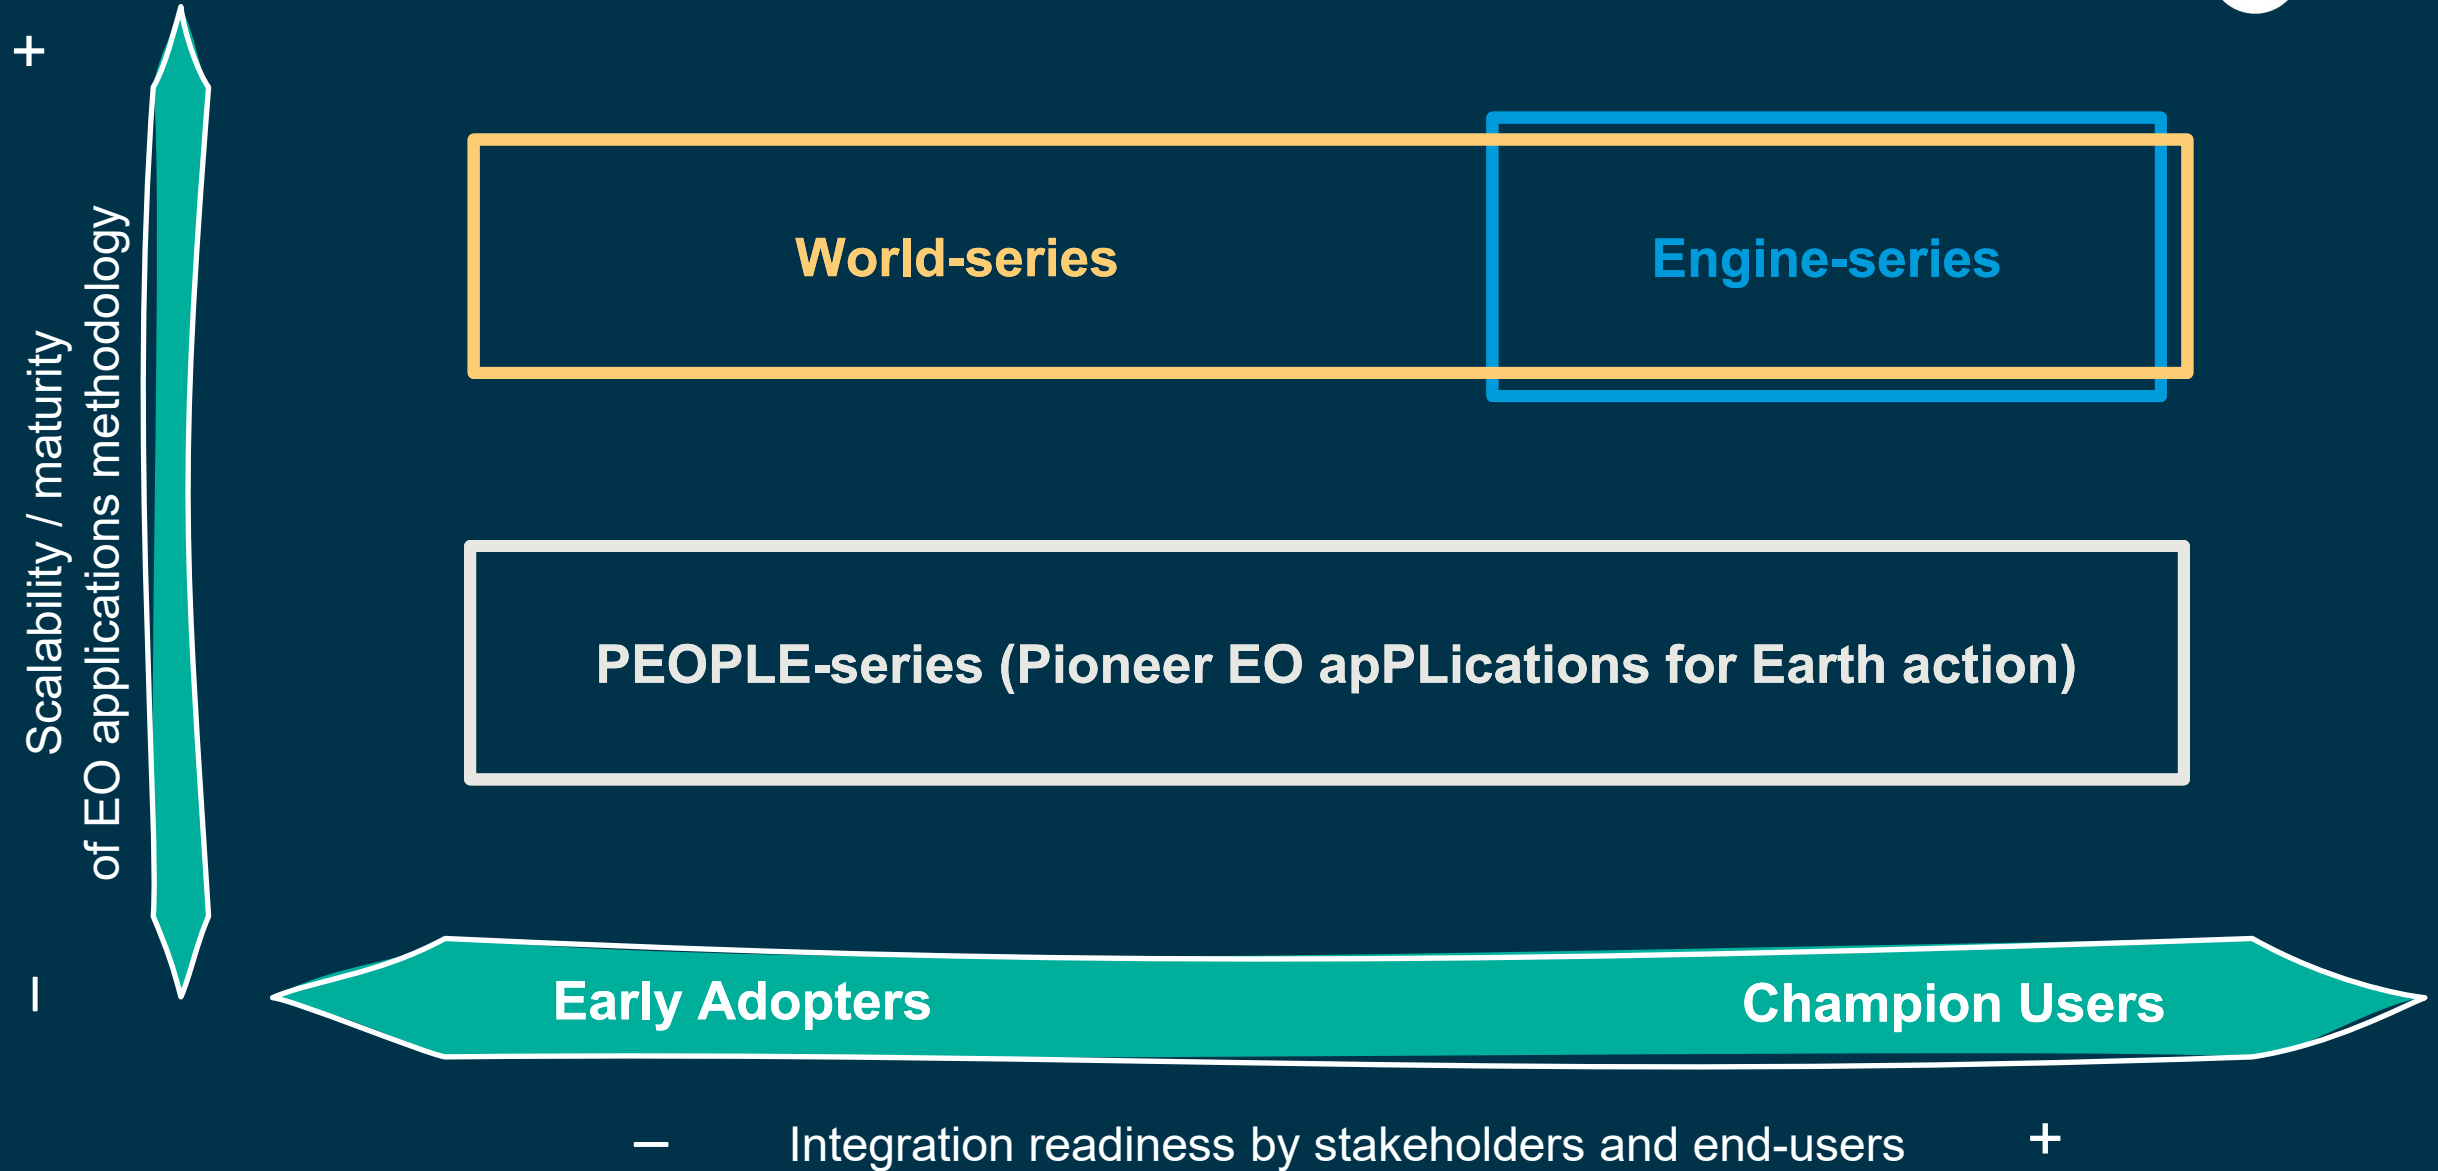 +
Scalability / maturity
of EO applications methodology
–
World-series
Engine-series
PEOPLE-series (Pioneer EO apPLications for Earth action)
Early Adopters
Champion Users
– Integration readiness by stakeholders and end-users +